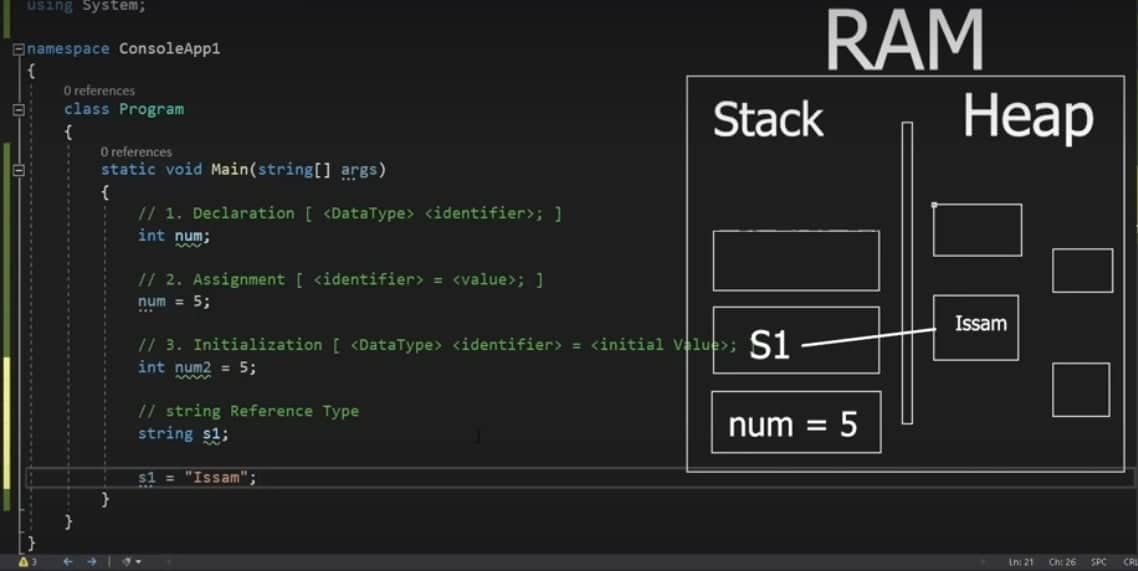 using System;
namespace ConsoleApp1
{
0 references
class Program
{
0 references
static void Main(string[] args)
{
// 1. Declaration [ <DataType> <identifier>; ]
int num;
// 2. Assignment [ <identifier> = <value>; ]
num = 5;
// 3. Initialization [ <DataType> <identifier> = <initial Value>; ]
int num2 = 5;
// string Reference Type
string s1;
s1 = "Issam";
}
}
}
RAM
Stack
Heap
Issam
S1
num = 5
3
Ln: 21 Ch: 26 SPC